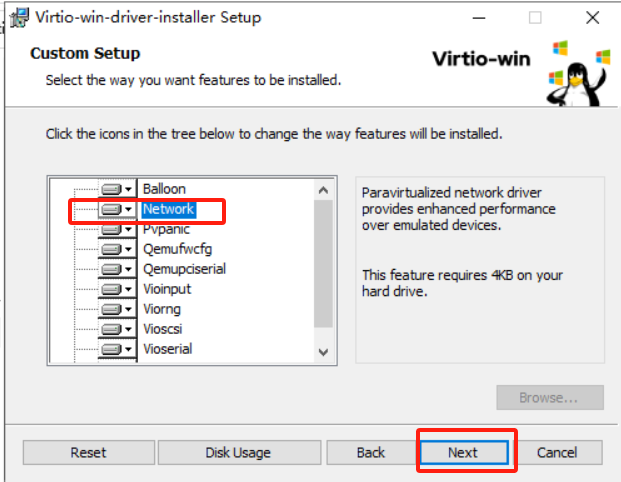 Virtio-win-driver-installer Setup
Custom Setup
Select the way you want features to be installed.
Virtio-win
Click the icons in the tree below to change the way features will be installed.
Balloon
Network
Pvpanic
Qemufwcfg
Qemupciserial
Vioinput
Viorng
Vioscsi
Vioserial
Paravirtualized network driver
provides enhanced performance
over emulated devices.
This feature requires 4KB on your
hard drive.
Browse...
Reset
Disk Usage
Back
Next
Cancel